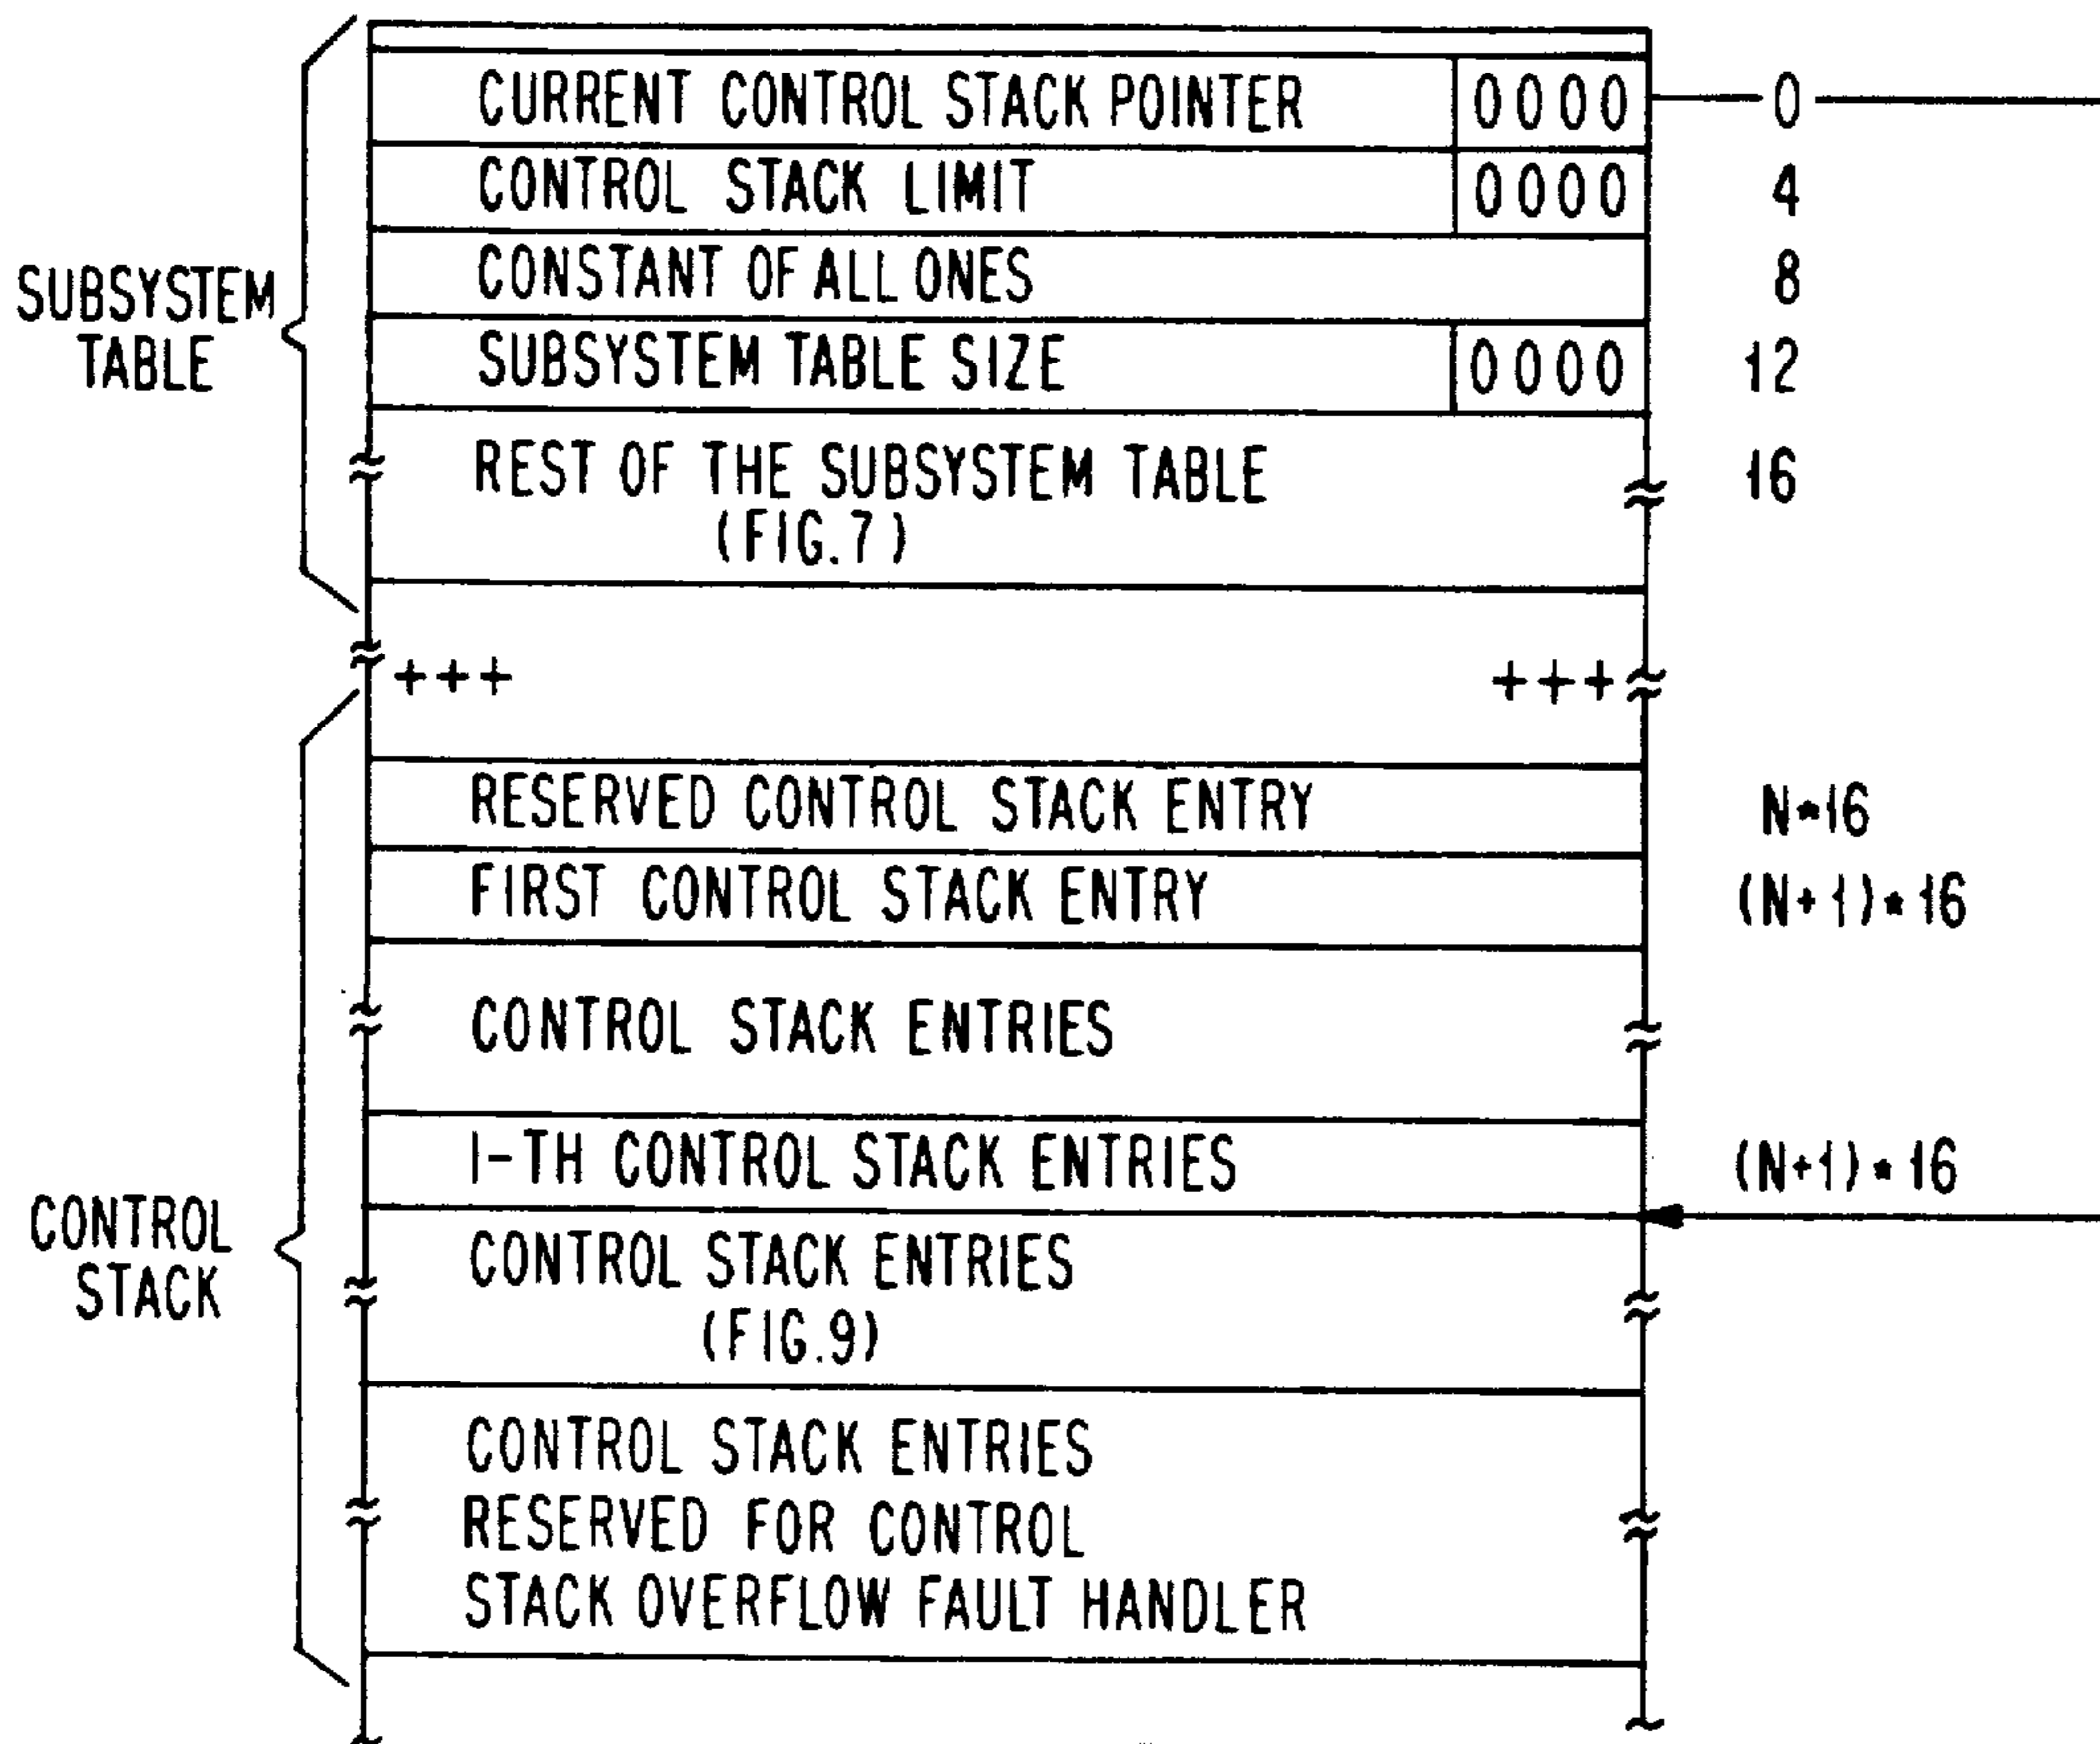 CURRENT CONTROL STACK POINTER 0000 0
CONTROL STACK LIMIT 0000 4
CONSTANT OF ALL ONES 8
SUBSYSTEM TABLE
SUBSYSTEM TABLE SIZE 0000 12
REST OF THE SUBSYSTEM TABLE 16
(FIG.7)
+++ +++
RESERVED CONTROL STACK ENTRY N*16
FIRST CONTROL STACK ENTRY (N+1)*16
CONTROL STACK ENTRIES
I-TH CONTROL STACK ENTRIES (N+1)*16
CONTROL STACK
CONTROL STACK ENTRIES
(FIG.9)
CONTROL STACK ENTRIES
RESERVED FOR CONTROL
STACK OVERFLOW FAULT HANDLER